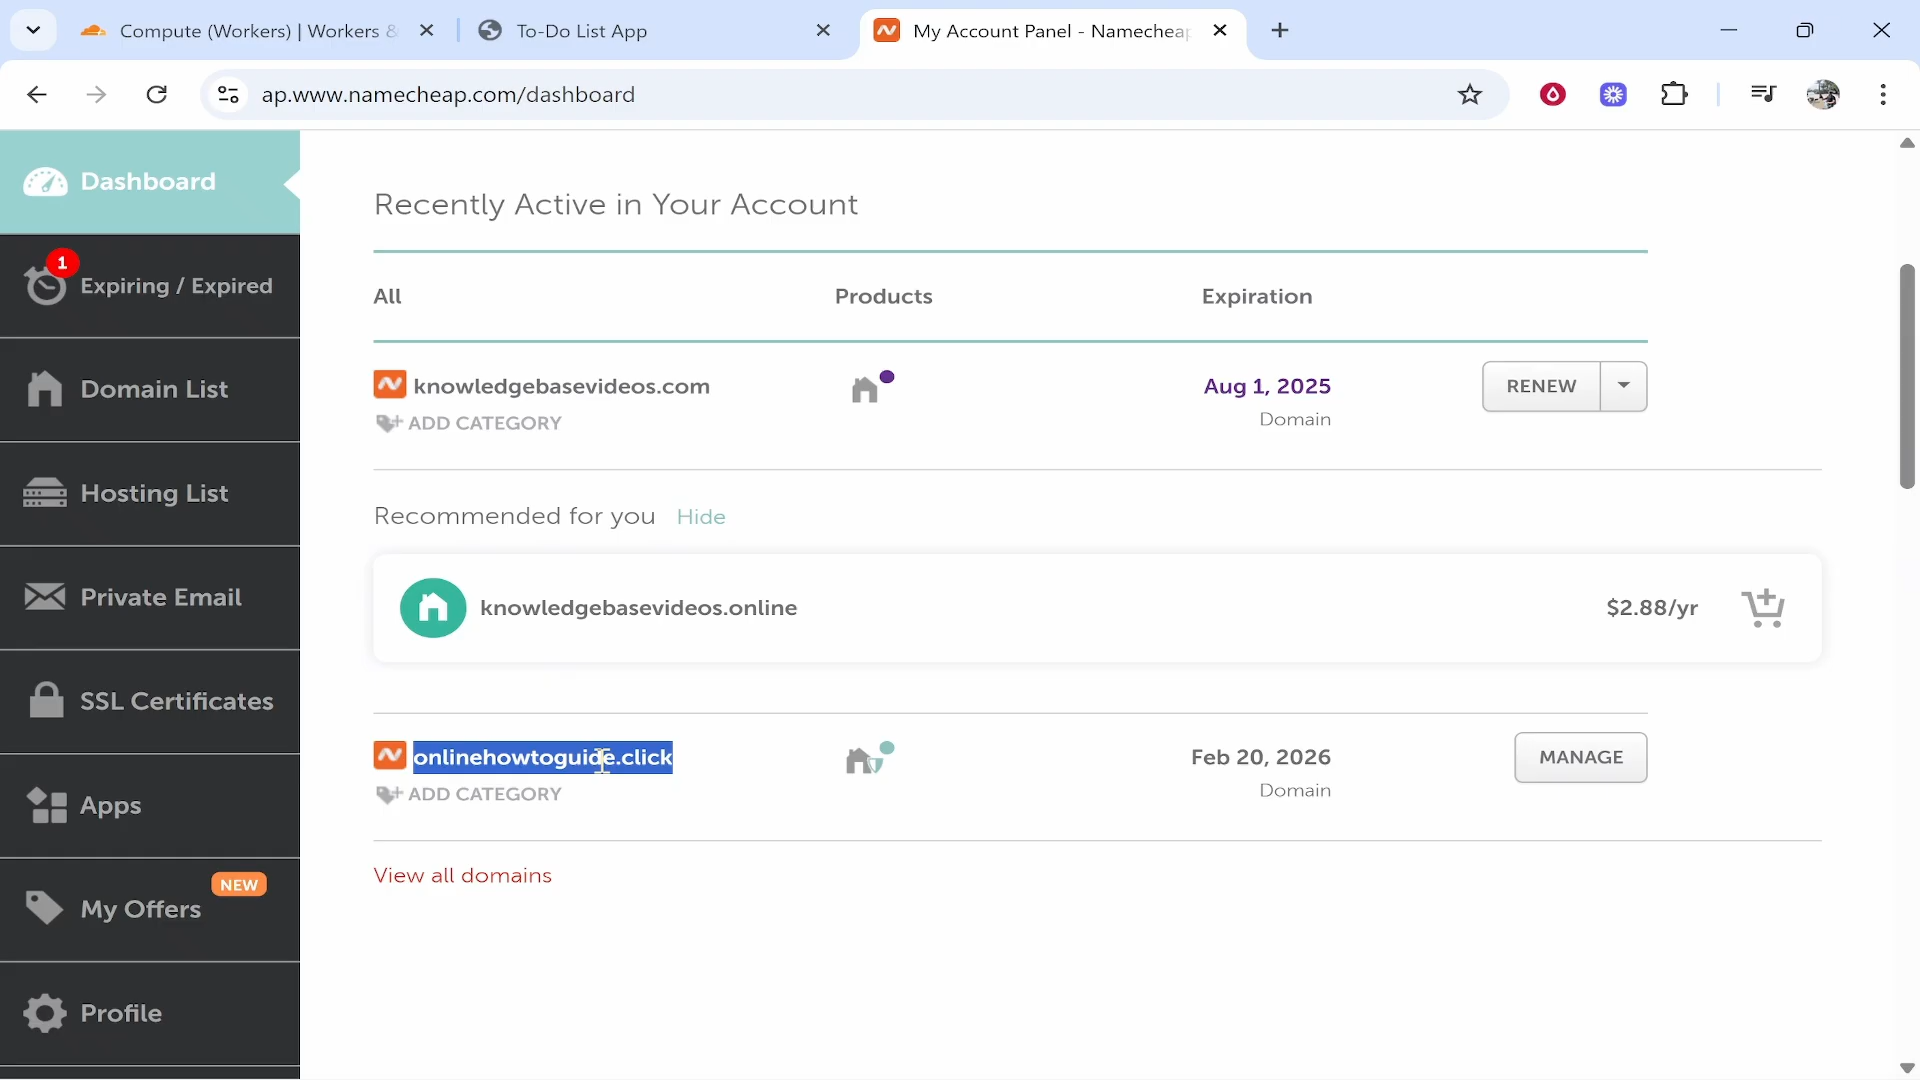 Compute (Workers) | Workers &
To-Do List App
My Account Panel - Namecheap
ap.www.namecheap.com/dashboard
Dashboard
1
Expiring / Expired
Domain List
Hosting List
Private Email
SSL Certificates
Apps
NEW
My Offers
Profile
Recently Active in Your Account
All Products Expiration
knowledgebasevideos.com Aug 1, 2025 RENEW
ADD CATEGORY Domain
Recommended for you Hide
knowledgebasevideos.online $2.88/yr
onlinehowtoguide.click Feb 20, 2026 MANAGE
ADD CATEGORY Domain
View all domains